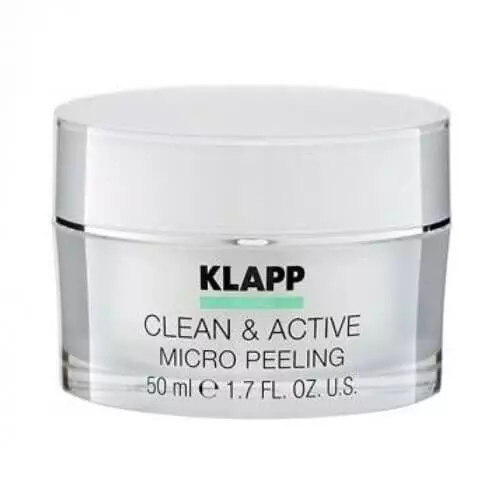 KLAPP
CLEAN & ACTIVE
MICRO PEELING
50 ml ℮ 1.7 FL. OZ. U.S.